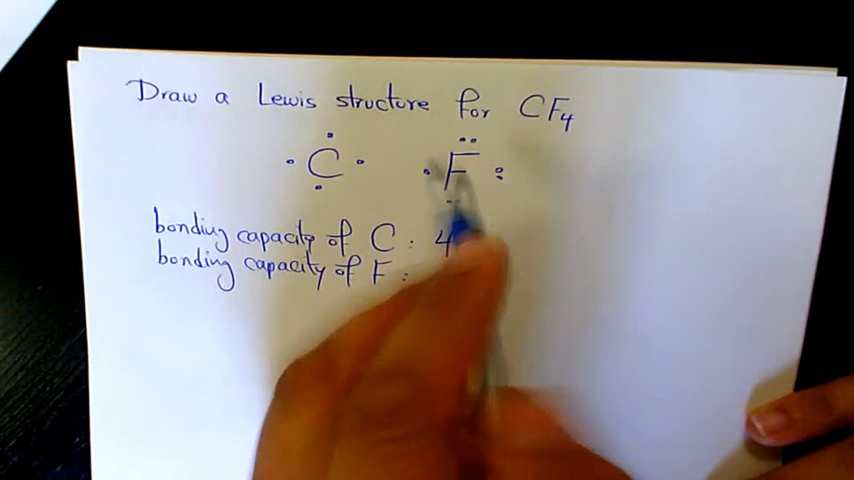 Draw a Lewis structure for CF4
C F
bonding capacity of C : 4
bonding capacity of F :